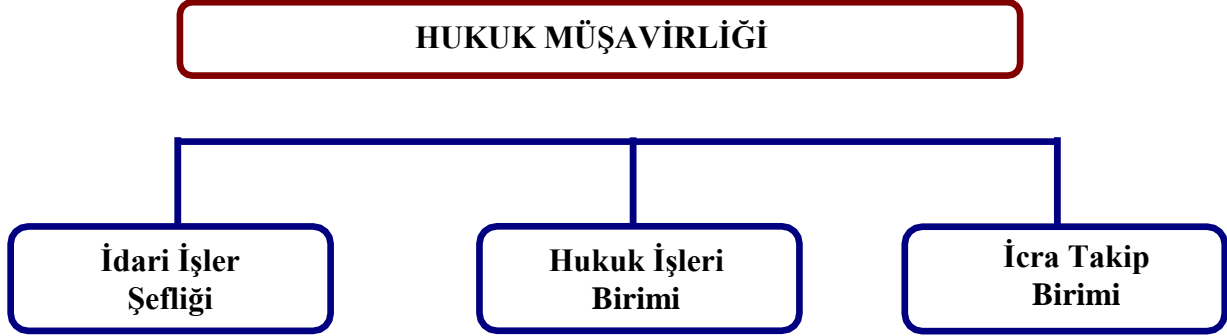 HUKUK MÜŞAVİRLİĞİ
İdari İşler
Şefliği
Hukuk İşleri
Birimi
İcra Takip
Birimi